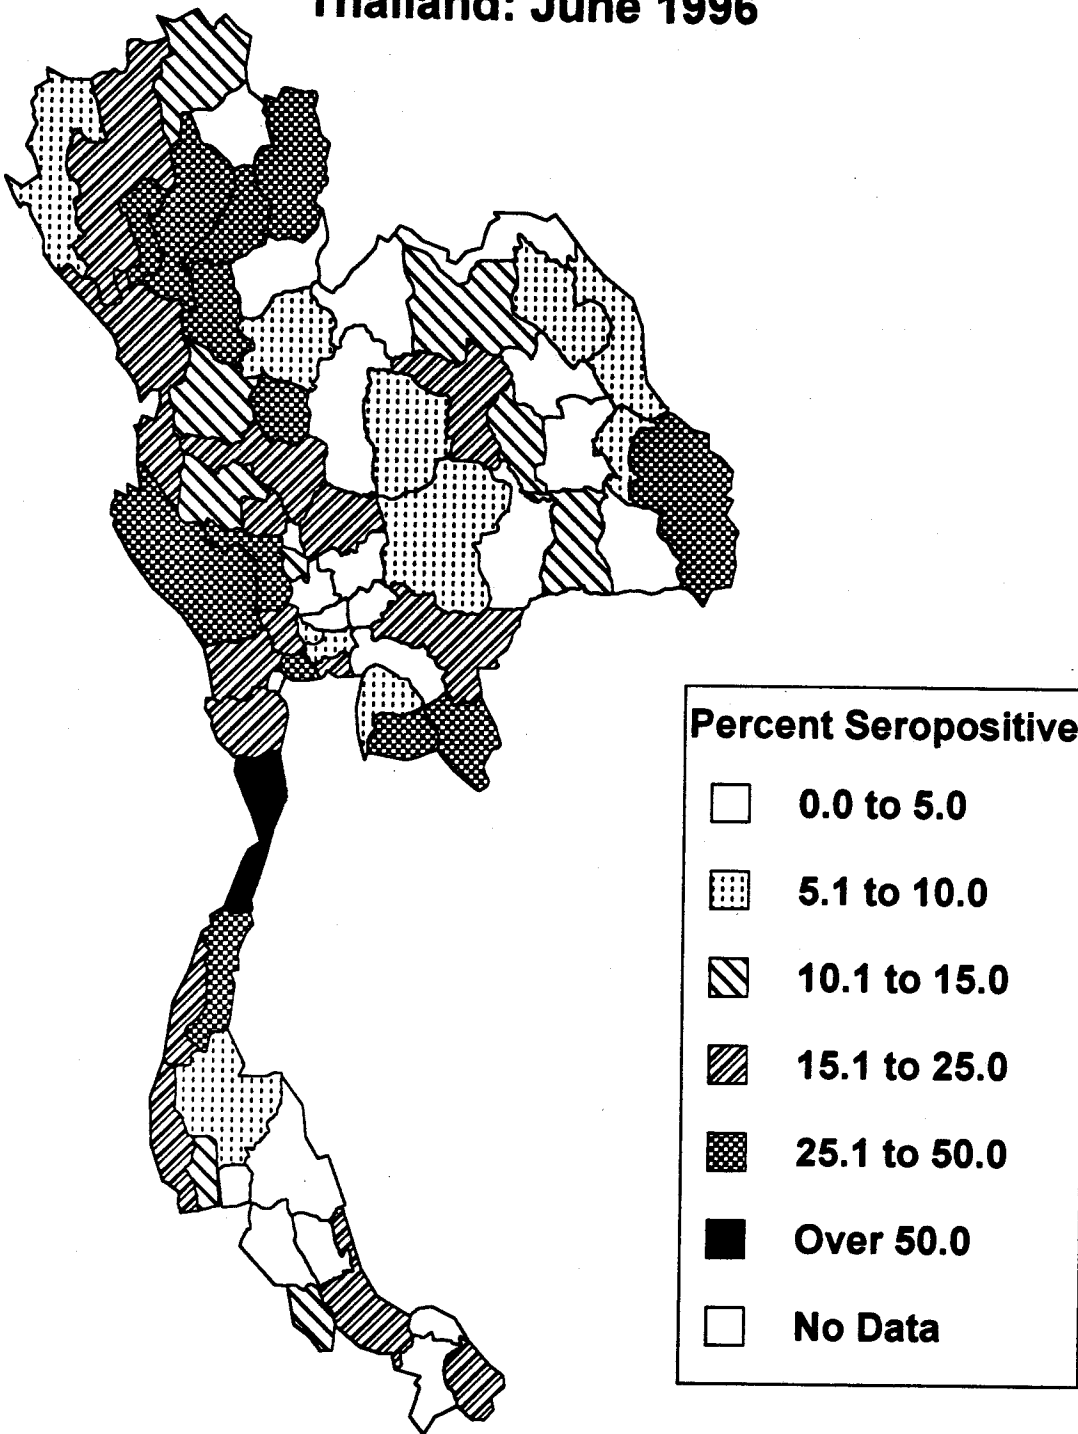 Thailand: June 1996
Percent Seropositive
0.0 to 5.0
5.1 to 10.0
10.1 to 15.0
15.1 to 25.0
25.1 to 50.0
Over 50.0
No Data